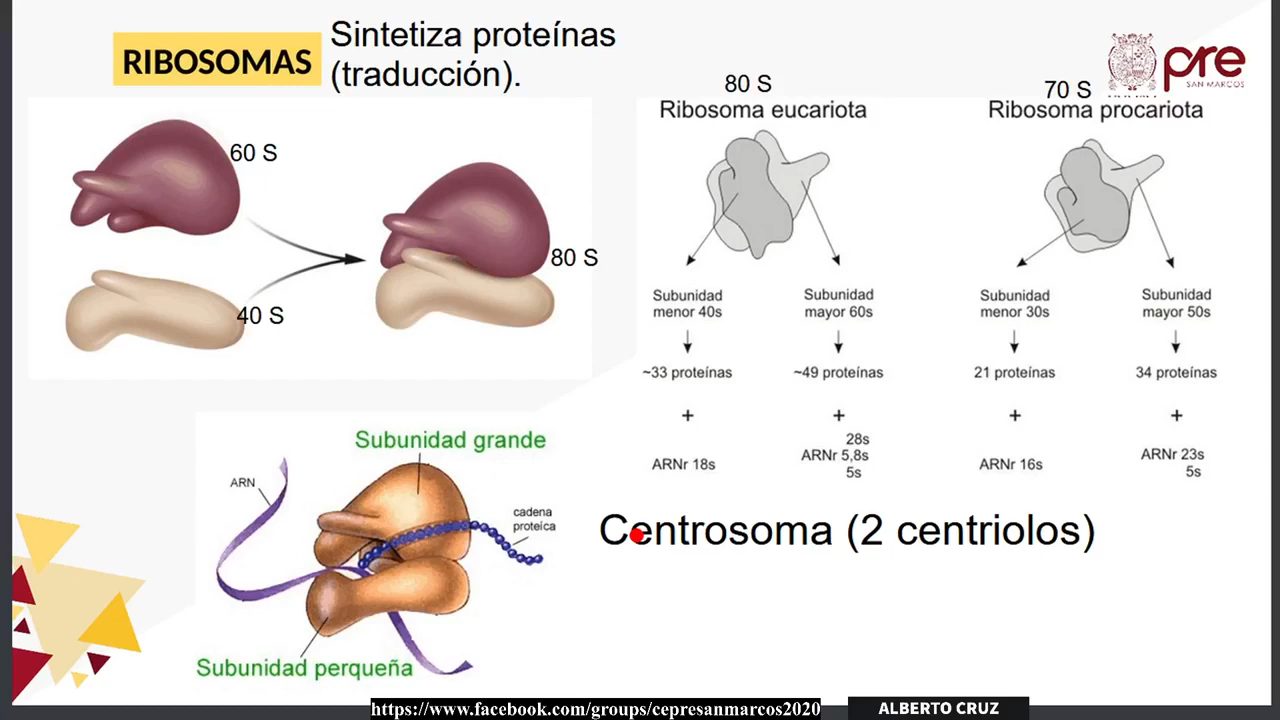 RIBOSOMAS
Sintetiza proteínas
(traducción).
pre
SAN MARCOS
60 S
40 S
80 S
80 S
Ribosoma eucariota
Subunidad
menor 40s
~33 proteínas
+
ARNr 18s
Subunidad
mayor 60s
~49 proteínas
+
28s
ARNr 5,8s
5s
70 S
Ribosoma procariota
Subunidad
menor 30s
21 proteínas
+
ARNr 16s
Subunidad
mayor 50s
34 proteínas
+
ARNr 23s
5s
Subunidad grande
ARN
cadena
proteíca
Subunidad perqueña
Centrosoma (2 centriolos)
https://www.facebook.com/groups/cepresanmarcos2020
ALBERTO CRUZ